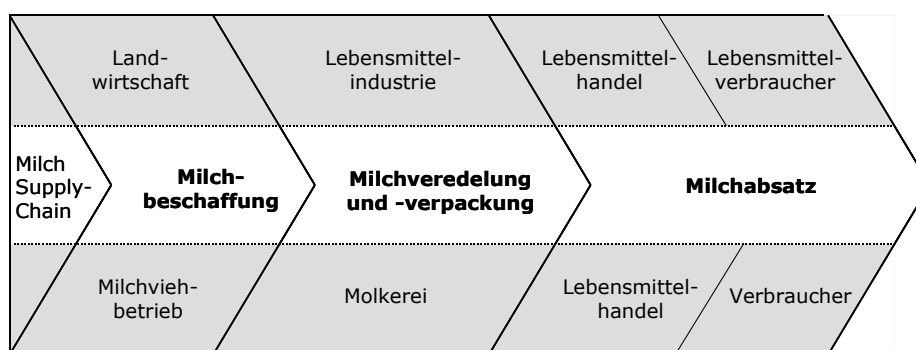 Land-
wirtschaft
Lebensmittel-
industrie
Lebensmittel-
handel
Lebensmittel-
verbraucher
Milch
Supply-
Chain
Milch-
beschaffung
Milchveredelung
und -verpackung
Milchabsatz
Milchvieh-
betrieb
Molkerei
Lebensmittel-
handel
Verbraucher